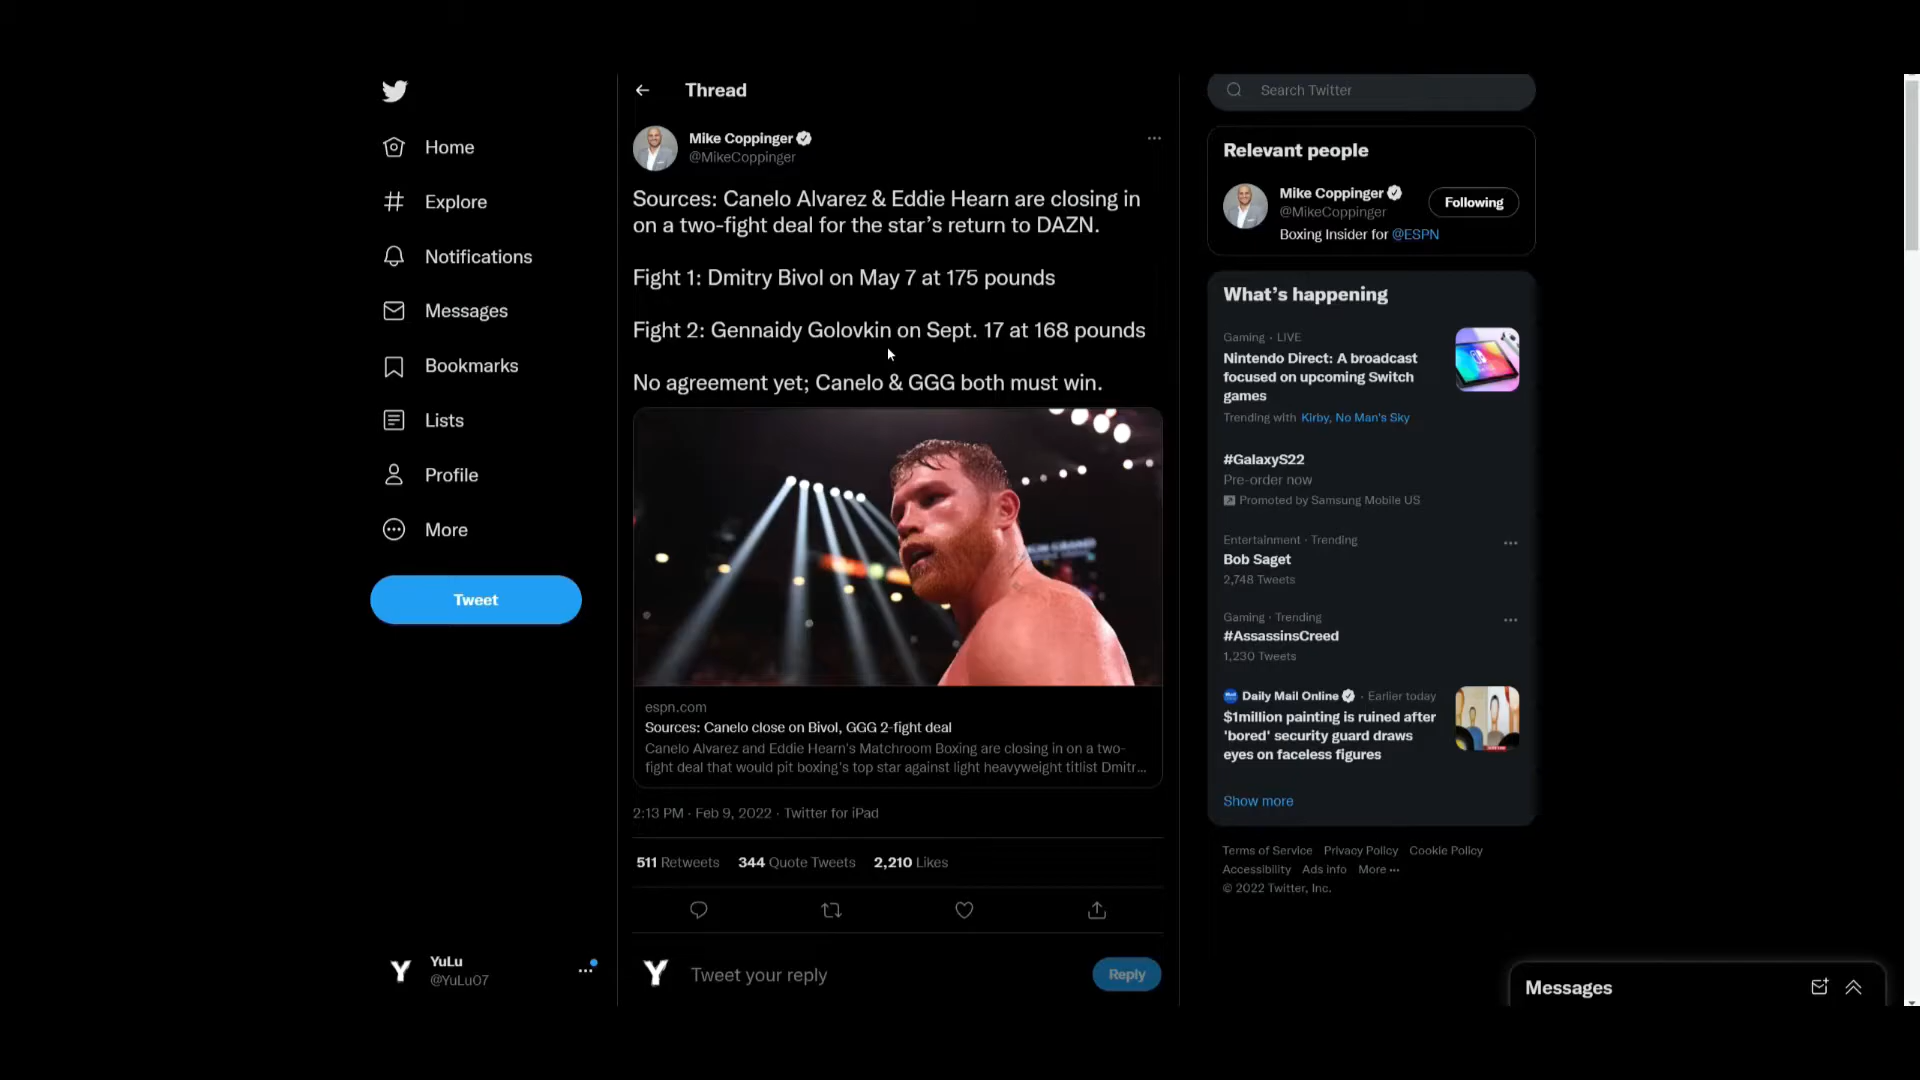 Home
Explore
Notifications
Messages
Bookmarks
Lists
Profile
More
Tweet
YuLu
@YuLu07
Thread
Mike Coppinger
@MikeCoppinger
Sources: Canelo Alvarez & Eddie Hearn are closing in
on a two-fight deal for the star's return to DAZN.
Fight 1: Dmitry Bivol on May 7 at 175 pounds
Fight 2: Gennaidy Golovkin on Sept. 17 at 168 pounds
No agreement yet; Canelo & GGG both must win.
espn.com
Sources: Canelo close on Bivol, GGG 2-fight deal
Canelo Alvarez and Eddie Hearn's Matchroom Boxing are closing in on a two-
fight deal that would pit boxing's top star against light heavyweight titlist Dmitr...
2:13 PM · Feb 9, 2022 · Twitter for iPad
511 Retweets 344 Quote Tweets 2,210 Likes
Y Tweet your reply
Reply
Search Twitter
Relevant people
Mike Coppinger
@MikeCoppinger
Following
Boxing Insider for @ESPN
What's happening
Gaming · LIVE
Nintendo Direct: A broadcast
focused on upcoming Switch
games
Trending with Kirby, No Man's Sky
#GalaxyS22
Pre-order now
Promoted by Samsung Mobile US
Entertainment · Trending
Bob Saget
2,748 Tweets
Gaming · Trending
#AssassinsCreed
1,230 Tweets
Daily Mail Online · Earlier today
$1million painting is ruined after
'bored' security guard draws
eyes on faceless figures
Show more
Terms of Service Privacy Policy Cookie Policy
Accessibility Ads info More ···
© 2022 Twitter, Inc.
Messages